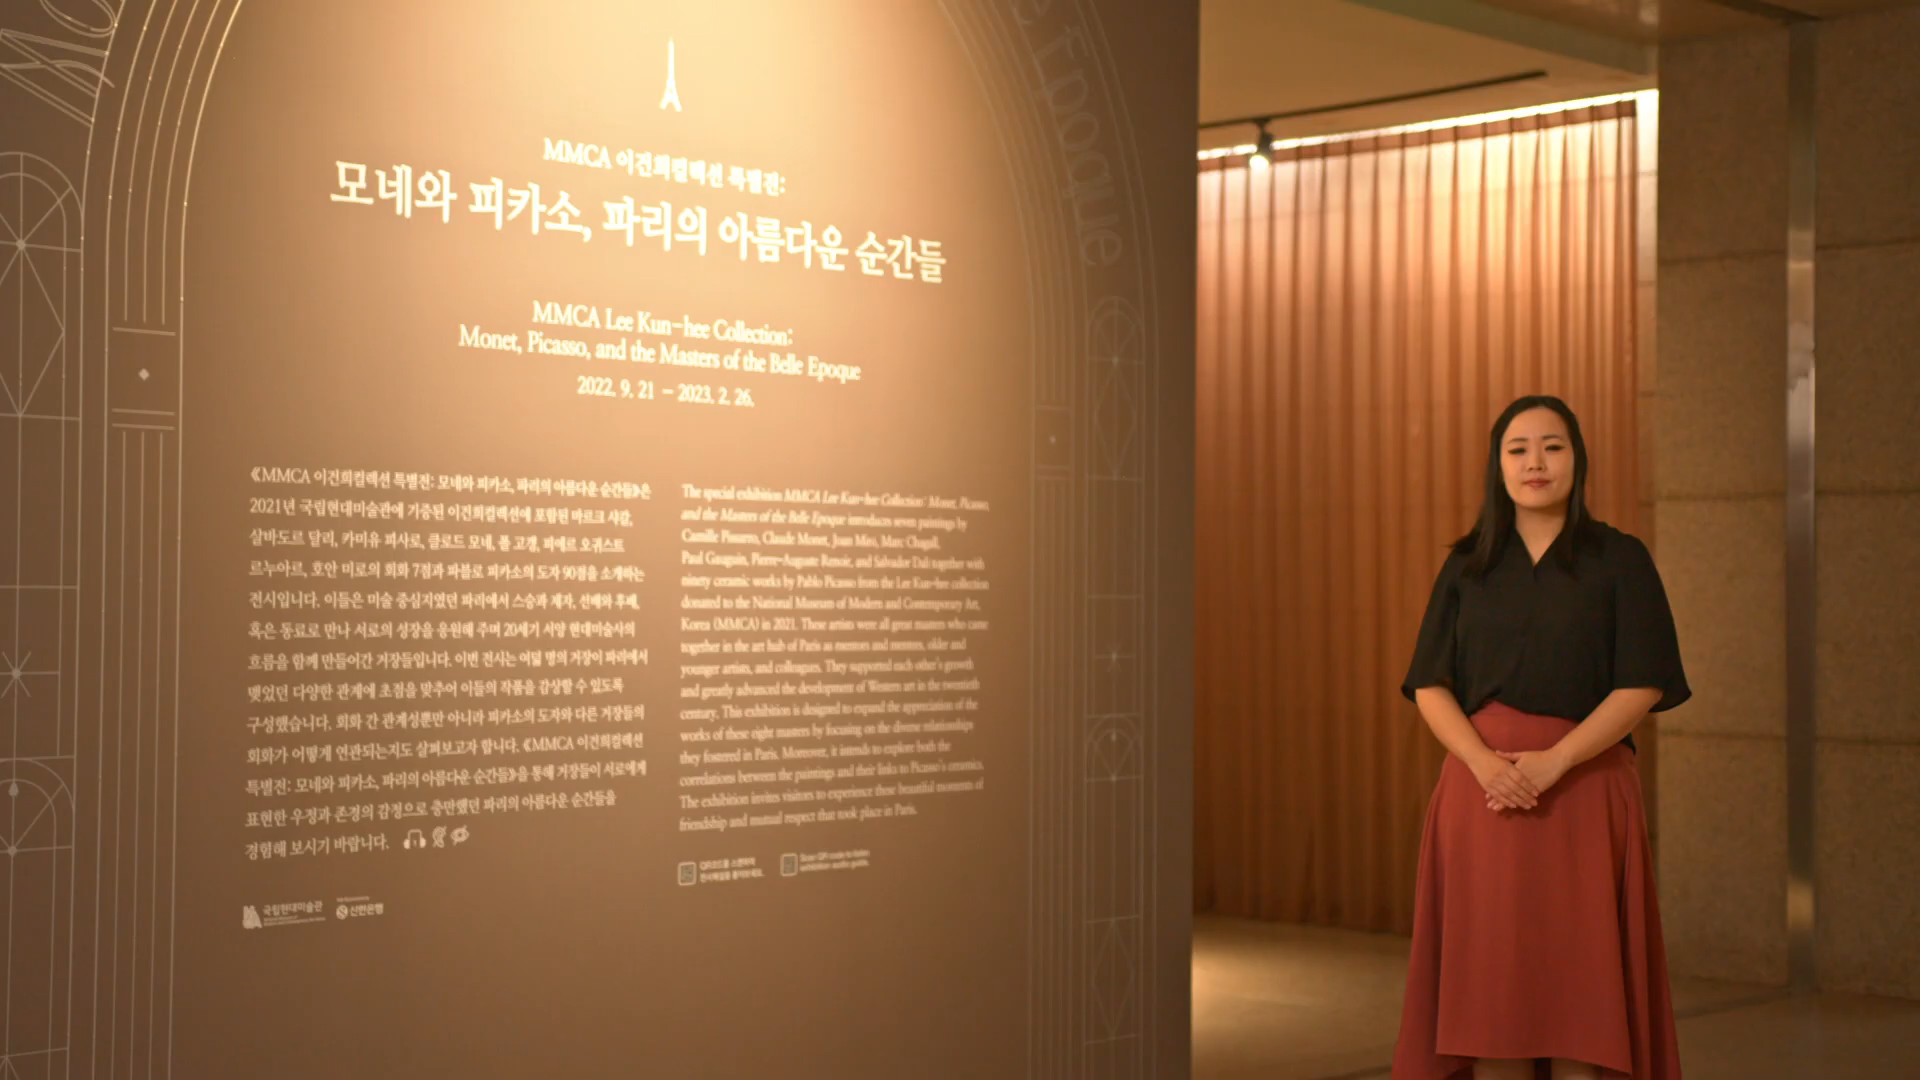 MMCA 이건희컬렉션 특별전:
모네와 피카소, 파리의 아름다운 순간들
MMCA Lee Kun-hee Collection:
Monet, Picasso, and the Masters of the Belle Epoque
2022. 9. 21 - 2023. 2. 26.
《MMCA 이건희컬렉션 특별전: 모네와 피카소, 파리의 아름다운 순간들》은
2021년 국립현대미술관에 기증된 이건희컬렉션에 포함된 마르크 샤갈,
살바도르 달리, 카미유 피사로, 클로드 모네, 폴 고갱, 피에르 오귀스트
르누아르, 호안 미로의 회화 7점과 파블로 피카소의 도자 90점을 소개하는
전시입니다. 이들은 미술 중심지였던 파리에서 스승과 제자, 선배와 후배,
혹은 동료로 만나 서로의 성장을 응원해 주며 20세기 서양 현대미술사의
흐름을 함께 만들어간 거장들입니다. 이번 전시는 여덟 명의 거장이 파리에서
맺었던 다양한 관계에 초점을 맞추어 이들의 작품을 감상할 수 있도록
구성했습니다. 회화 간 관계성뿐만 아니라 피카소의 도자와 다른 거장들의
회화가 어떻게 연관되는지도 살펴보고자 합니다. 《MMCA 이건희컬렉션
특별전: 모네와 피카소, 파리의 아름다운 순간들》을 통해 거장들이 서로에게
표현한 우정과 존경의 감정으로 충만했던 파리의 아름다운 순간들을
경험해 보시기 바랍니다.
The special exhibition MMCA Lee Kun-hee Collection: Monet, Picasso,
and the Masters of the Belle Epoque introduces seven paintings by
Camille Pissarro, Claude Monet, Joan Miro, Marc Chagall,
Paul Gauguin, Pierre-Auguste Renoir, and Salvador Dali together with
ninety ceramic works by Pablo Picasso from the Lee Kun-hee collection
donated to the National Museum of Modern and Contemporary Art,
Korea (MMCA) in 2021. These artists were all great masters who came
together in the art hub of Paris as mentors and mentees, older and
younger artists, and colleagues. They supported each other's growth
and greatly advanced the development of Western art in the twentieth
century. This exhibition is designed to expand the appreciation of the
works of these eight masters by focusing on the diverse relationships
they fostered in Paris. Moreover, it intends to explore both the
correlations between the paintings and their links to Picasso's ceramics.
The exhibition invites visitors to experience these beautiful moments of
friendship and mutual respect that took place in Paris.
QR코드를 스캔하여
Scan QR code to listen
exhibition audio guide.
국립현대미술관
신한은행
Epoque